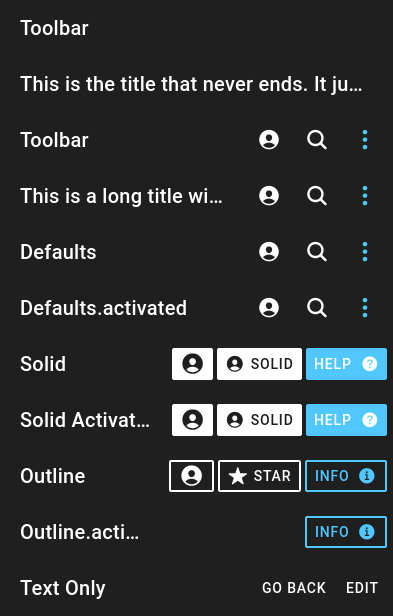 Toolbar
This is the title that never ends. It ju...
Toolbar
This is a long title wi...
Defaults
Defaults.activated
Solid SOLID HELP ?
Solid Activat... SOLID HELP ?
Outline STAR INFO i
Outline.acti... INFO i
Text Only GO BACK EDIT